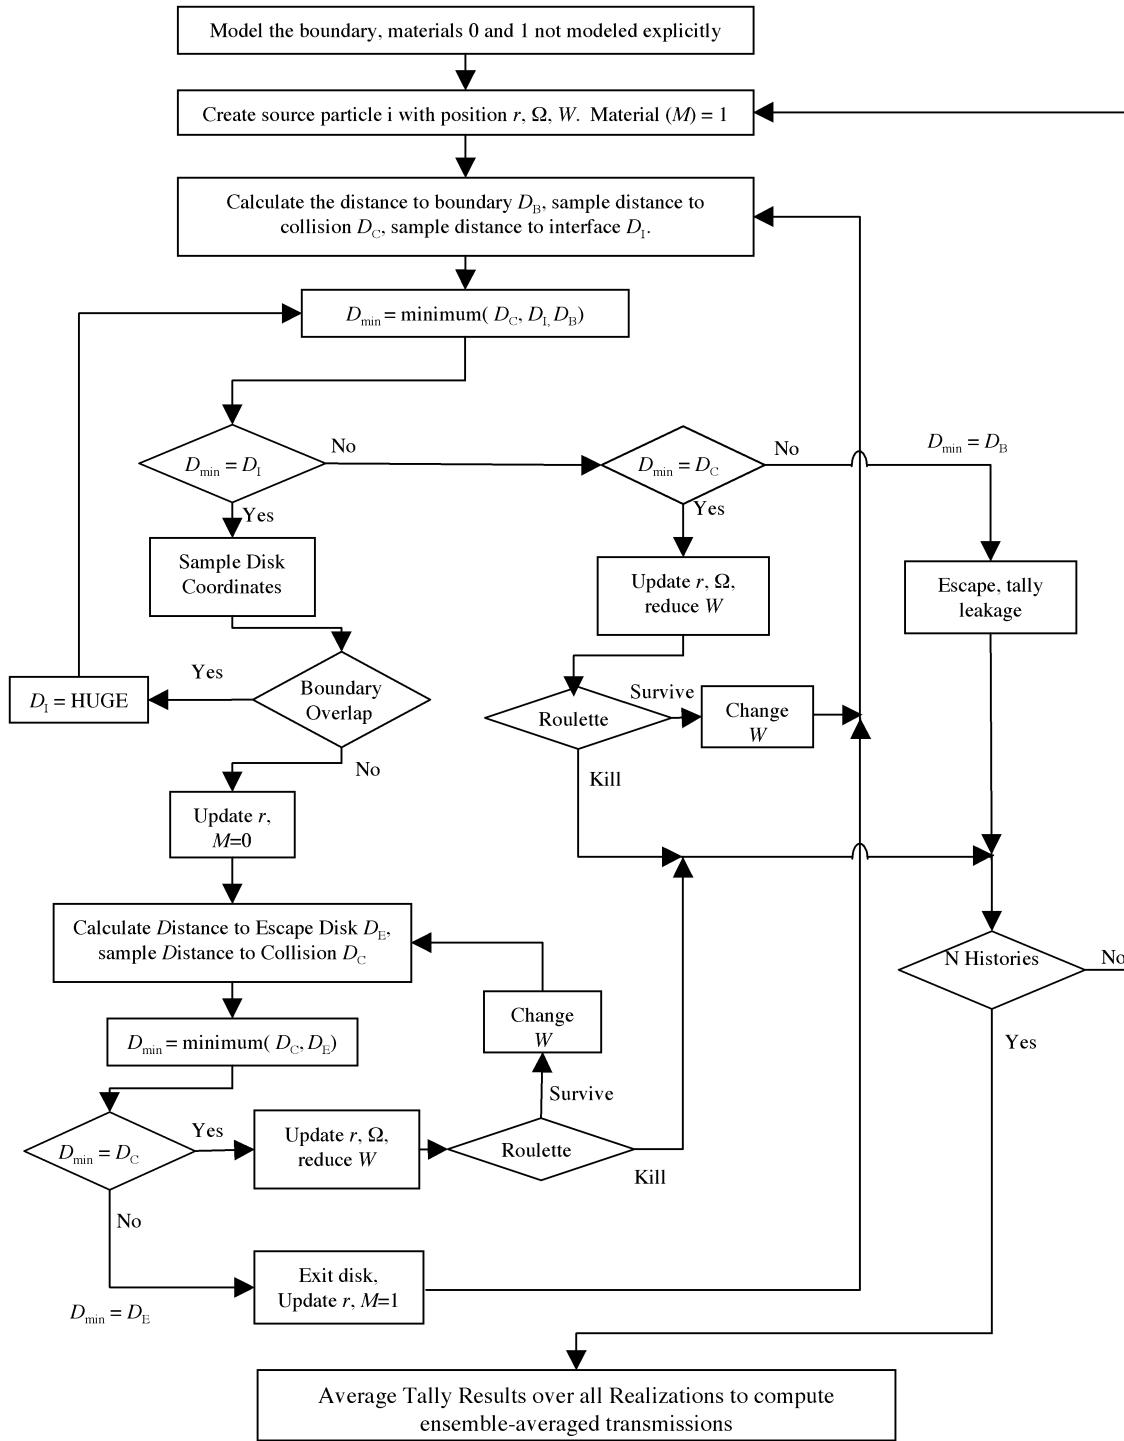 Model the boundary, materials 0 and 1 not modeled explicitly
Create source particle i with position r, Ω, W. Material (M) = 1
Calculate the distance to boundary D_B, sample distance to
collision D_C, sample distance to interface D_I.
D_min = minimum( D_C, D_I, D_B)
D_min = D_I
No
Yes
D_min = D_C
No
Yes
D_min = D_B
Sample Disk
Coordinates
Update r, Ω,
reduce W
Escape, tally
leakage
Boundary
Overlap
Yes
No
D_I = HUGE
Roulette
Survive
Kill
Change
W
Update r,
M=0
Calculate Distance to Escape Disk D_E,
sample Distance to Collision D_C
N Histories
No
Yes
D_min = minimum( D_C, D_E)
Change
W
D_min = D_C
Yes
No
Update r, Ω,
reduce W
Roulette
Survive
Kill
D_min = D_E
Exit disk,
Update r, M=1
Average Tally Results over all Realizations to compute
ensemble-averaged transmissions